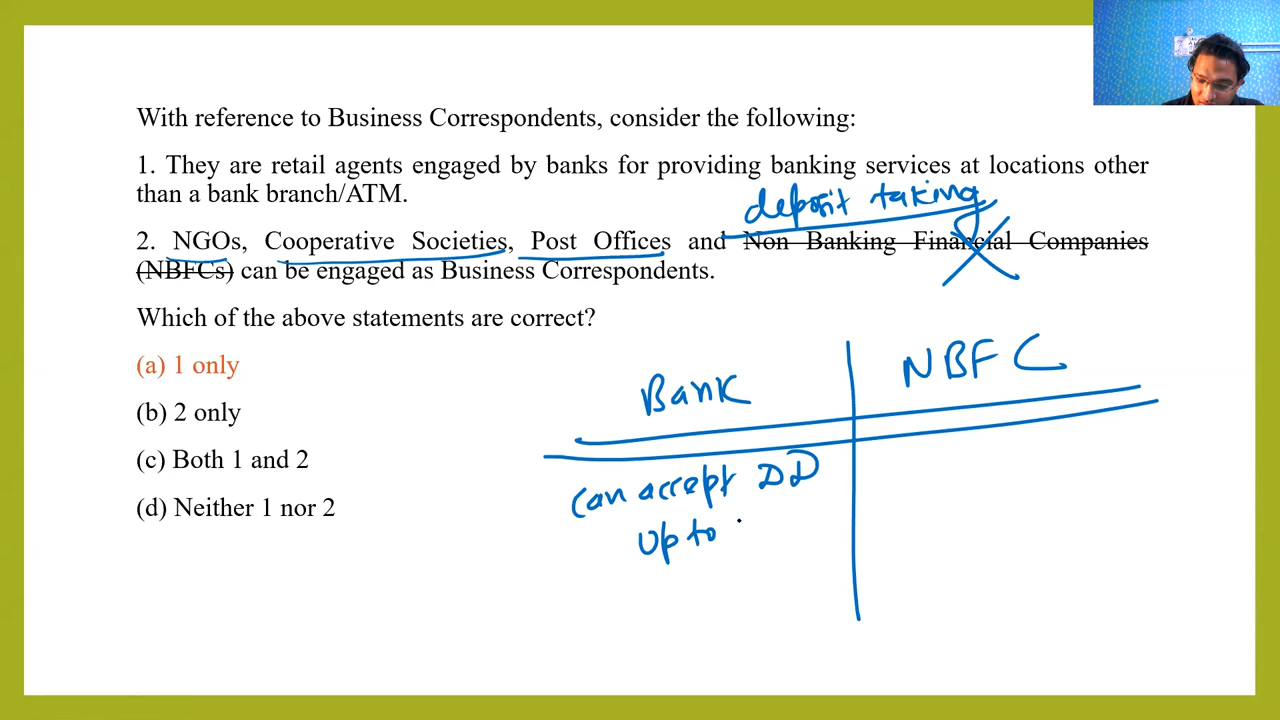 With reference to Business Correspondents, consider the following:
1. They are retail agents engaged by banks for providing banking services at locations other
than a bank branch/ATM.
deposit taking
2. NGOs, Cooperative Societies, Post Offices and Non Banking Financial Companies
(NBFCs) can be engaged as Business Correspondents.
Which of the above statements are correct?
(a) 1 only
(b) 2 only
(c) Both 1 and 2
(d) Neither 1 nor 2
Bank
NBFC
can accept DD
upto